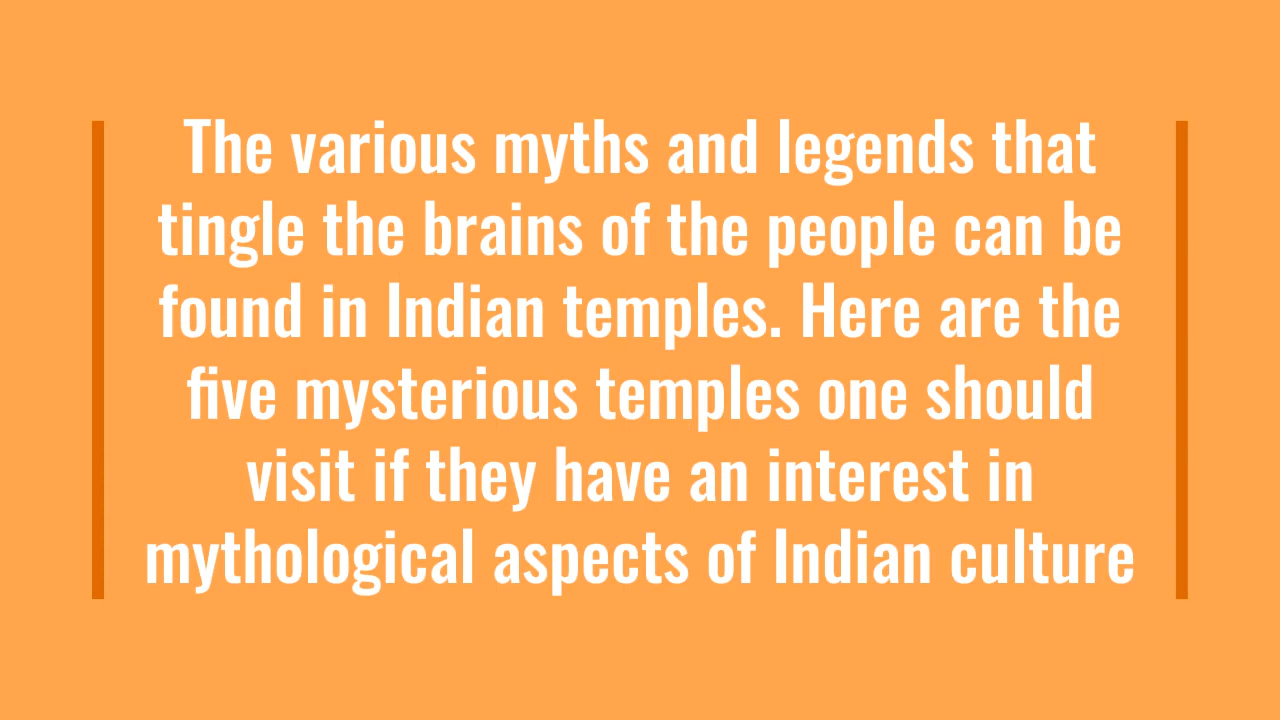 The various myths and legends that
tingle the brains of the people can be
found in Indian temples. Here are the
five mysterious temples one should
visit if they have an interest in
mythological aspects of Indian culture